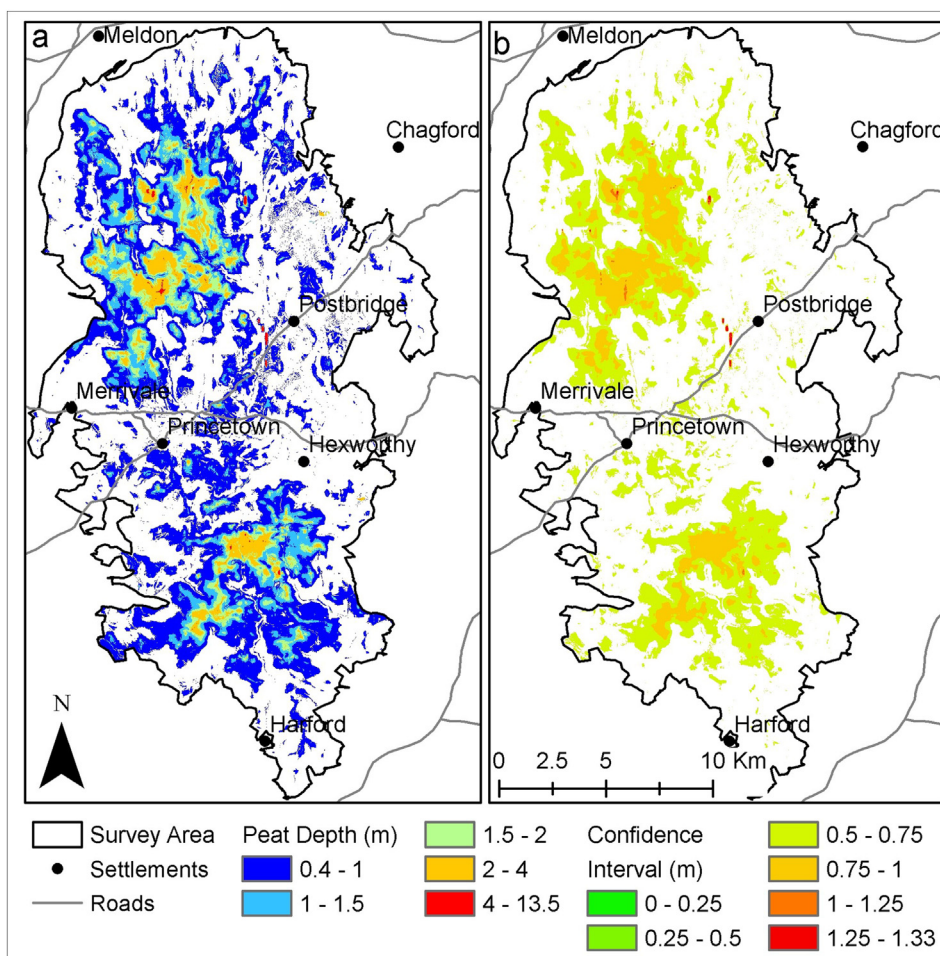 a
Meldon
Chagford
Postbridge
Merrivale
Princetown
Hexworthy
Harford
N
b
Meldon
Chagford
Postbridge
Merrivale
Princetown
Hexworthy
Harford
0 2.5 5 10 Km
Survey Area
Settlements
Roads
Peat Depth (m)
0.4 - 1
1 - 1.5
1.5 - 2
2 - 4
4 - 13.5
Confidence
Interval (m)
0 - 0.25
0.25 - 0.5
0.5 - 0.75
0.75 - 1
1 - 1.25
1.25 - 1.33